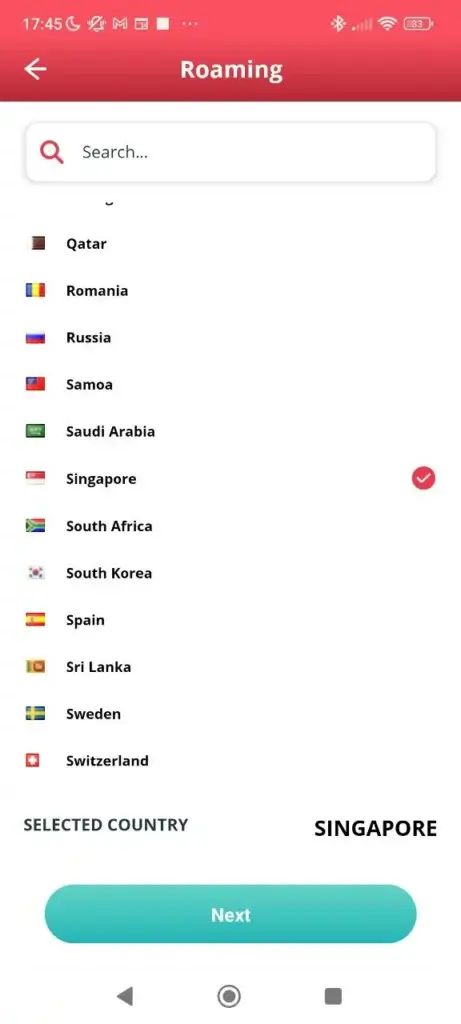 17:45
83
Roaming
Search...
Qatar
Romania
Russia
Samoa
Saudi Arabia
Singapore
South Africa
South Korea
Spain
Sri Lanka
Sweden
Switzerland
SELECTED COUNTRY
SINGAPORE
Next